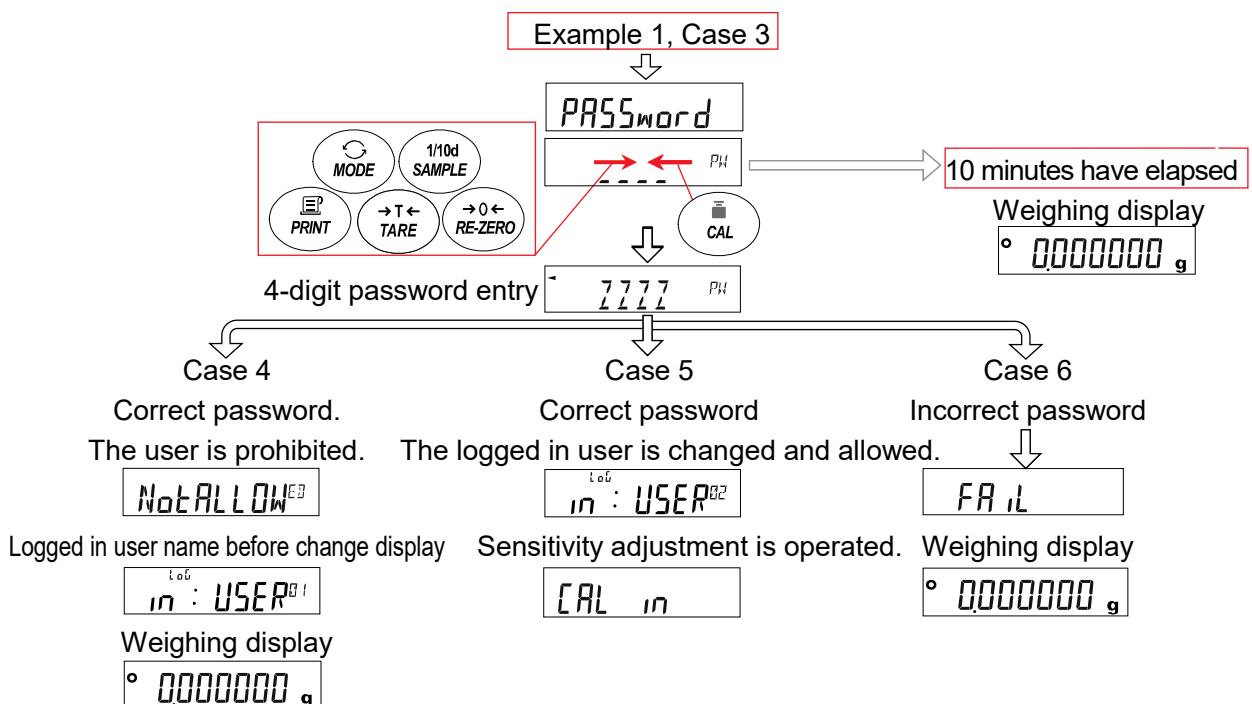 Example 1, Case 3
PASSword
PW
_ _ _ _
MODE
1/10d
SAMPLE
PRINT
→T←
TARE
→0←
RE-ZERO
CAL
10 minutes have elapsed
Weighing display
0.000000 g
4-digit password entry
ZZZZ PW
Case 4
Correct password.
The user is prohibited.
NotALLOWED
Logged in user name before change display
LoG
in : USER01
Weighing display
0.000000 g
Case 5
Correct password
The logged in user is changed and allowed.
LoG
in : USER02
Sensitivity adjustment is operated.
CAL in
Case 6
Incorrect password
FAiL
Weighing display
0.000000 g